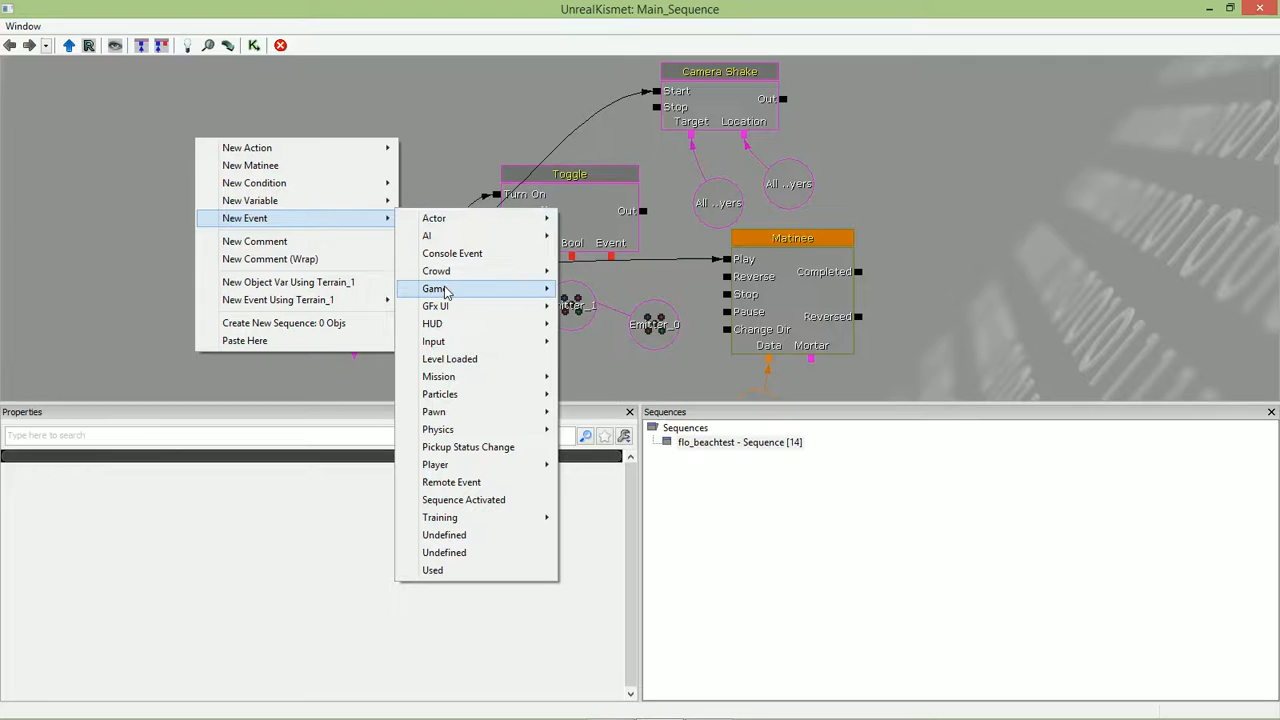 UnrealKismet: Main_Sequence
Window
New Action
New Matinee
New Condition
New Variable
New Event
New Comment
New Comment (Wrap)
New Object Var Using Terrain_1
New Event Using Terrain_1
Create New Sequence: 0 Objs
Paste Here
Actor
AI
Console Event
Crowd
Game
GFx UI
HUD
Input
Level Loaded
Mission
Particles
Pawn
Physics
Pickup Status Change
Player
Remote Event
Sequence Activated
Training
Undefined
Undefined
Used
Camera Shake
Start
Stop
Out
Target
Location
All ..yers
All ..yers
Toggle
Turn On
Out
Bool
Event
Emitter_0
Matinee
Play
Reverse
Stop
Pause
Change Dir
Completed
Reversed
Data
Mortar
Properties
Type here to search
Sequences
Sequences
flo_beachtest - Sequence [14]